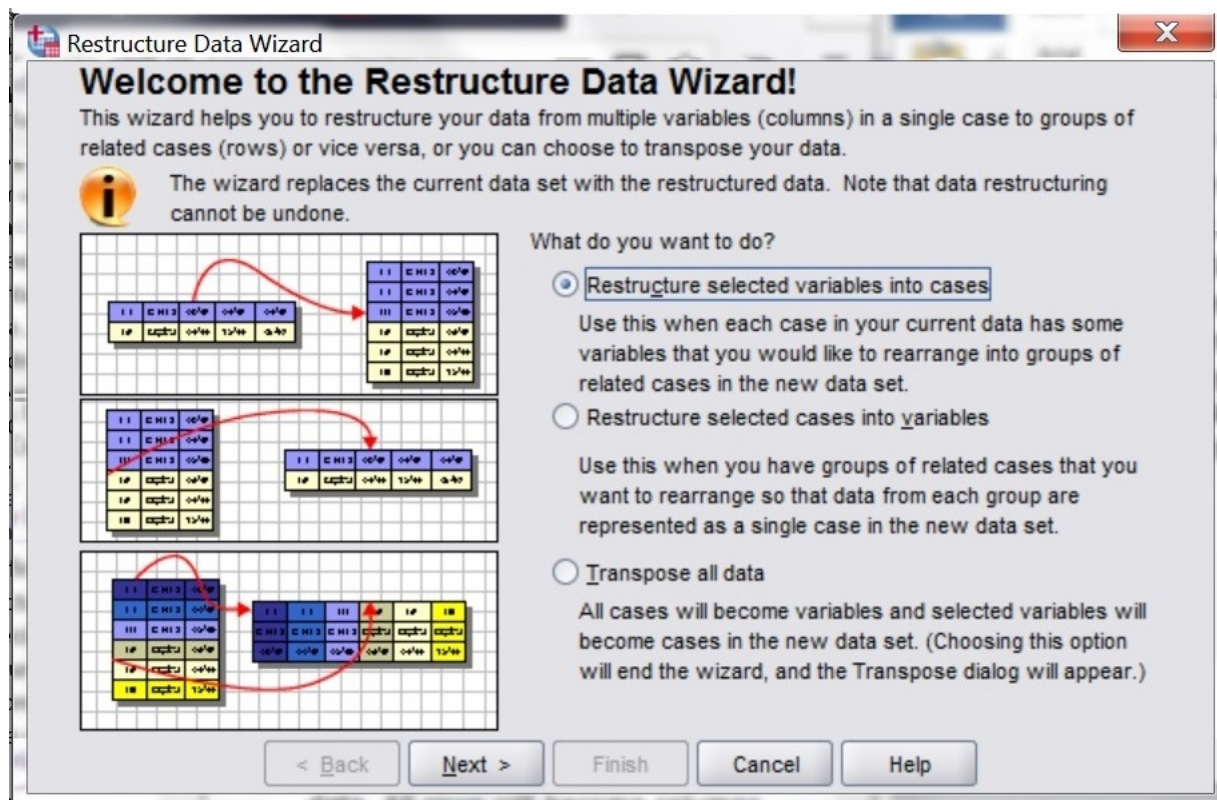 Restructure Data Wizard
X
Welcome to the Restructure Data Wizard!
This wizard helps you to restructure your data from multiple variables (columns) in a single case to groups of
related cases (rows) or vice versa, or you can choose to transpose your data.
The wizard replaces the current data set with the restructured data. Note that data restructuring
cannot be undone.
What do you want to do?
Restructure selected variables into cases
Use this when each case in your current data has some
variables that you would like to rearrange into groups of
related cases in the new data set.
Restructure selected cases into variables
Use this when you have groups of related cases that you
want to rearrange so that data from each group are
represented as a single case in the new data set.
Transpose all data
All cases will become variables and selected variables will
become cases in the new data set. (Choosing this option
will end the wizard, and the Transpose dialog will appear.)
< Back
Next >
Finish
Cancel
Help